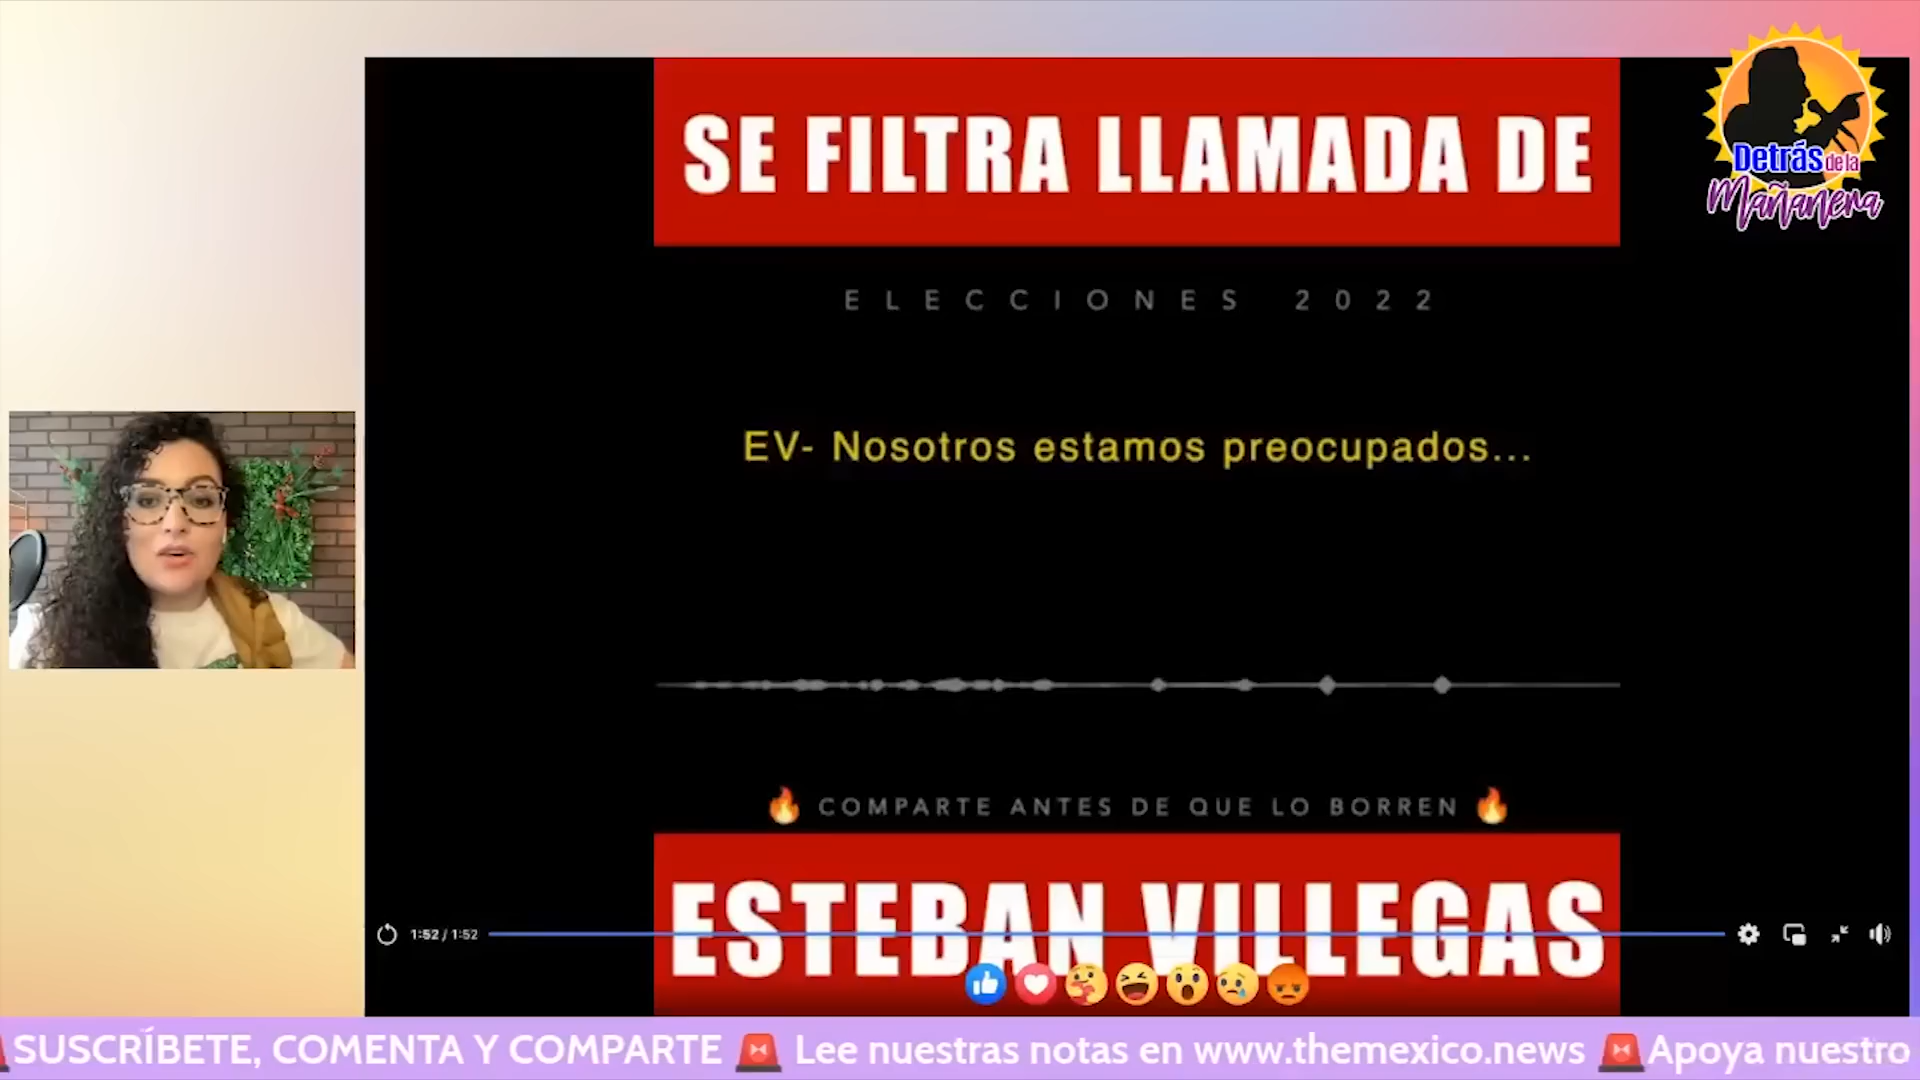 SE FILTRA LLAMADA DE
Detrás de la
Mañanera
ELECCIONES 2022
EV- Nosotros estamos preocupados...
🔥 COMPARTE ANTES DE QUE LO BORREN 🔥
ESTEBAN VILLEGAS
1:52 / 1:52
SUSCRÍBETE, COMENTA Y COMPARTE 🚨 Lee nuestras notas en www.themexico.news 🚨 Apoya nuestro